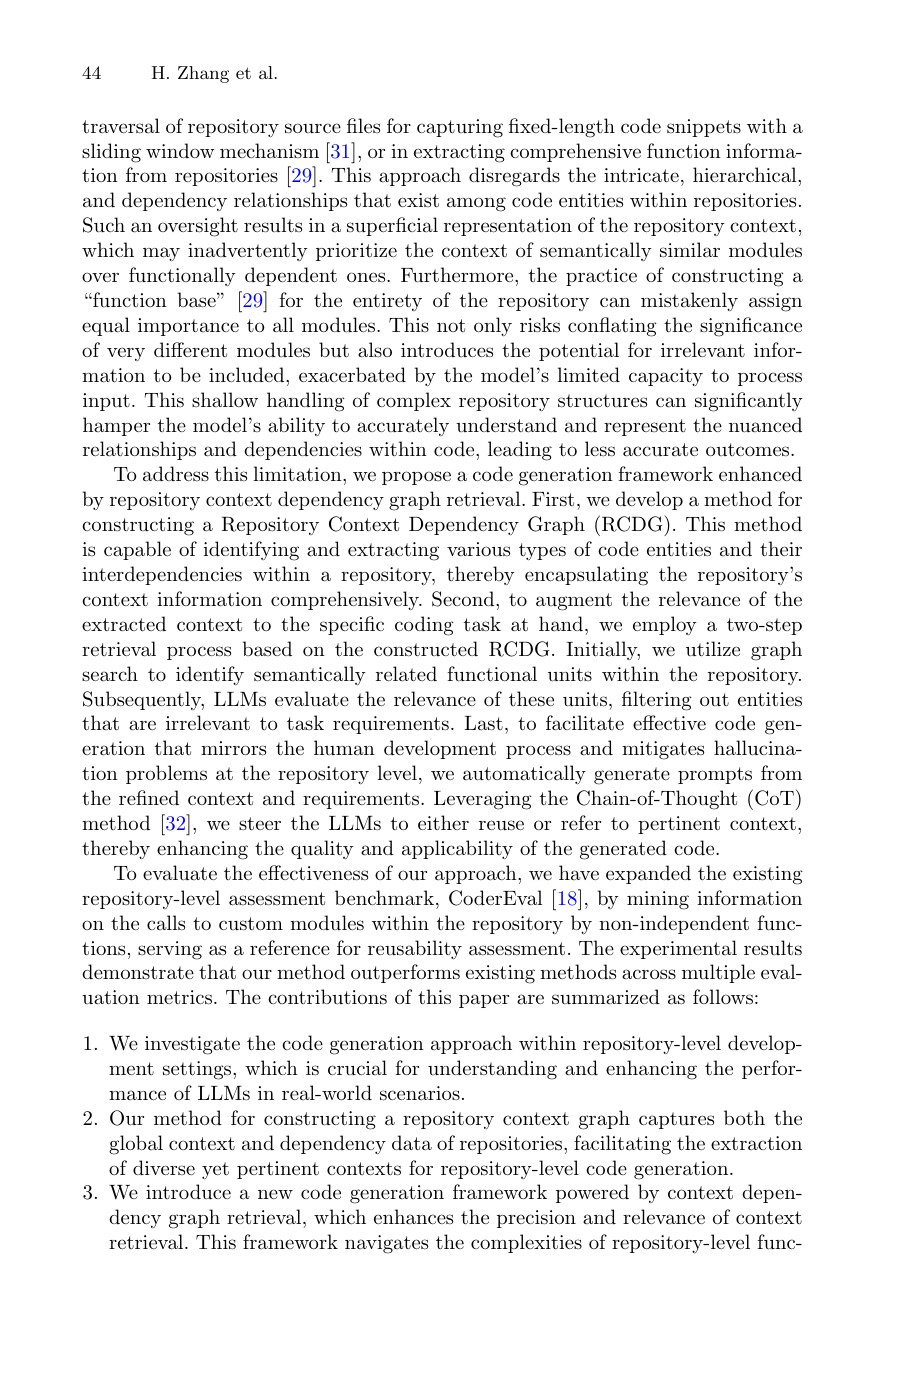 44 H. Zhang et al.
traversal of repository source files for capturing fixed-length code snippets with a
sliding window mechanism [31], or in extracting comprehensive function informa-
tion from repositories [29]. This approach disregards the intricate, hierarchical,
and dependency relationships that exist among code entities within repositories.
Such an oversight results in a superficial representation of the repository context,
which may inadvertently prioritize the context of semantically similar modules
over functionally dependent ones. Furthermore, the practice of constructing a
“function base” [29] for the entirety of the repository can mistakenly assign
equal importance to all modules. This not only risks conflating the significance
of very different modules but also introduces the potential for irrelevant infor-
mation to be included, exacerbated by the model’s limited capacity to process
input. This shallow handling of complex repository structures can significantly
hamper the model’s ability to accurately understand and represent the nuanced
relationships and dependencies within code, leading to less accurate outcomes.
To address this limitation, we propose a code generation framework enhanced
by repository context dependency graph retrieval. First, we develop a method for
constructing a Repository Context Dependency Graph (RCDG). This method
is capable of identifying and extracting various types of code entities and their
interdependencies within a repository, thereby encapsulating the repository’s
context information comprehensively. Second, to augment the relevance of the
extracted context to the specific coding task at hand, we employ a two-step
retrieval process based on the constructed RCDG. Initially, we utilize graph
search to identify semantically related functional units within the repository.
Subsequently, LLMs evaluate the relevance of these units, filtering out entities
that are irrelevant to task requirements. Last, to facilitate effective code gen-
eration that mirrors the human development process and mitigates hallucina-
tion problems at the repository level, we automatically generate prompts from
the refined context and requirements. Leveraging the Chain-of-Thought (CoT)
method [32], we steer the LLMs to either reuse or refer to pertinent context,
thereby enhancing the quality and applicability of the generated code.
To evaluate the effectiveness of our approach, we have expanded the existing
repository-level assessment benchmark, CoderEval [18], by mining information
on the calls to custom modules within the repository by non-independent func-
tions, serving as a reference for reusability assessment. The experimental results
demonstrate that our method outperforms existing methods across multiple eval-
uation metrics. The contributions of this paper are summarized as follows:
1. We investigate the code generation approach within repository-level develop-
ment settings, which is crucial for understanding and enhancing the perfor-
mance of LLMs in real-world scenarios.
2. Our method for constructing a repository context graph captures both the
global context and dependency data of repositories, facilitating the extraction
of diverse yet pertinent contexts for repository-level code generation.
3. We introduce a new code generation framework powered by context depen-
dency graph retrieval, which enhances the precision and relevance of context
retrieval. This framework navigates the complexities of repository-level func-